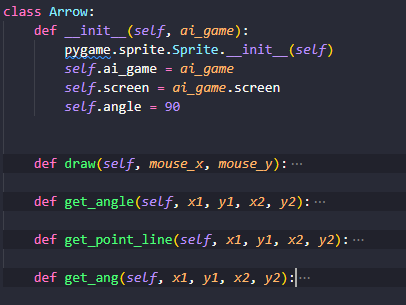 class Arrow:
    def __init__(self, ai_game):
        pygame.sprite.Sprite.__init__(self)
        self.ai_game = ai_game
        self.screen = ai_game.screen
        self.angle = 90
    def draw(self, mouse_x, mouse_y):···
    def get_angle(self, x1, y1, x2, y2):···
    def get_point_line(self, x1, y1, x2, y2):···
    def get_ang(self, x1, y1, x2, y2):···